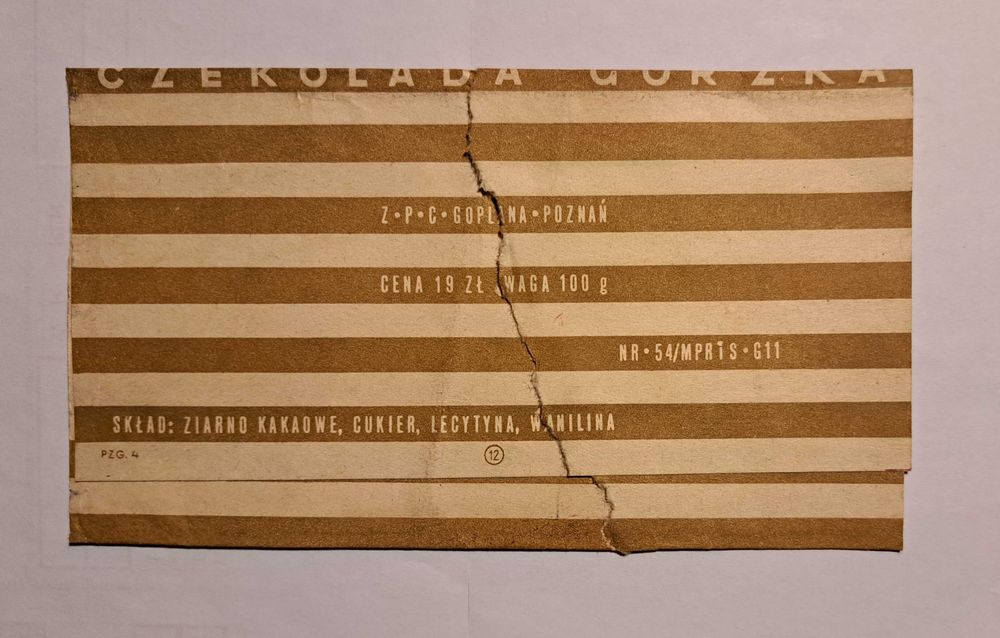 CZEKOLADA GORZKA
Z•P•C•GOPLANA•POZNAŃ
CENA 19 ZŁ WAGA 100 g
NR•54/MPRiS•G11
SKŁAD: ZIARNO KAKAOWE, CUKIER, LECYTYNA, WANILINA
PZG. 4
12